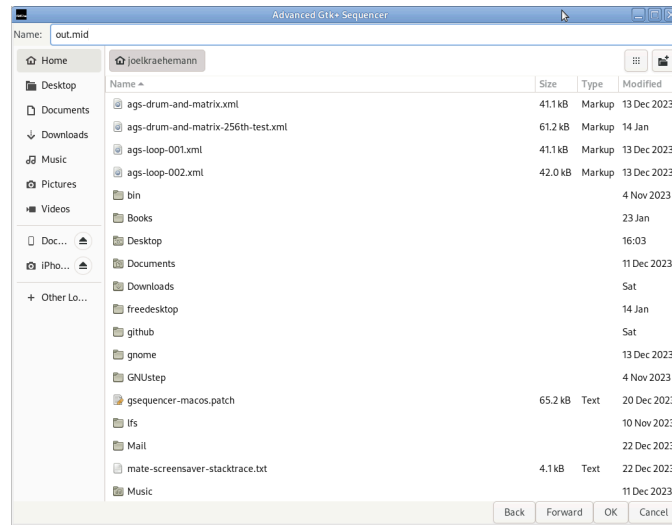 Advanced Gtk+ Sequencer
Name: out.mid
Home joelkraehemann
Desktop
Documents
Downloads
Music
Pictures
Videos
Doc...
iPho...
+ Other Lo...
Name Size Type Modified
ags-drum-and-matrix.xml 41.1 kB Markup 13 Dec 2023
ags-drum-and-matrix-256th-test.xml 61.2 kB Markup 14 Jan
ags-loop-001.xml 41.1 kB Markup 13 Dec 2023
ags-loop-002.xml 42.0 kB Markup 13 Dec 2023
bin 4 Nov 2023
Books 23 Jan
Desktop 16:03
Documents 11 Dec 2023
Downloads Sat
freedesktop 14 Jan
github Sat
gnome 13 Dec 2023
GNUstep 4 Nov 2023
gsequencer-macos.patch 65.2 kB Text 20 Dec 2023
lfs 10 Nov 2023
Mail 22 Dec 2023
mate-screensaver-stacktrace.txt 4.1 kB Text 22 Dec 2023
Music 11 Dec 2023
Back Forward OK Cancel